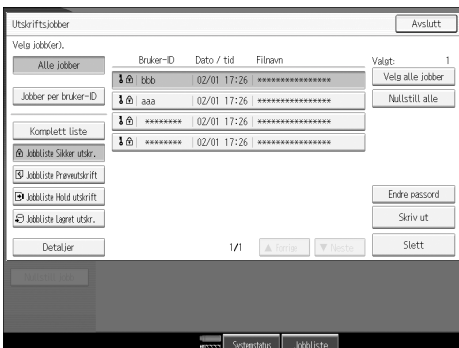 Utskriftsjobber
Avslutt
Velg jobb(er).
Alle jobber
Jobber per bruker-ID
Komplett liste
Jobbliste Sikker utskr.
Jobbliste Prøveutskrift
Jobbliste Hold utskrift
Jobbliste Lagret utskr.
Detaljer
Bruker-ID Dato / tid Filnavn
bbb 02/01 17:26 ****************
aaa 02/01 17:26 ****************
******** 02/01 17:26 ****************
******** 02/01 17:26 ****************
1/1 ▲ Forrige ▼ Neste
Valgt: 1
Velg alle jobber
Nullstill alle
Endre passord
Skriv ut
Slett
Systemstatus Jobbliste